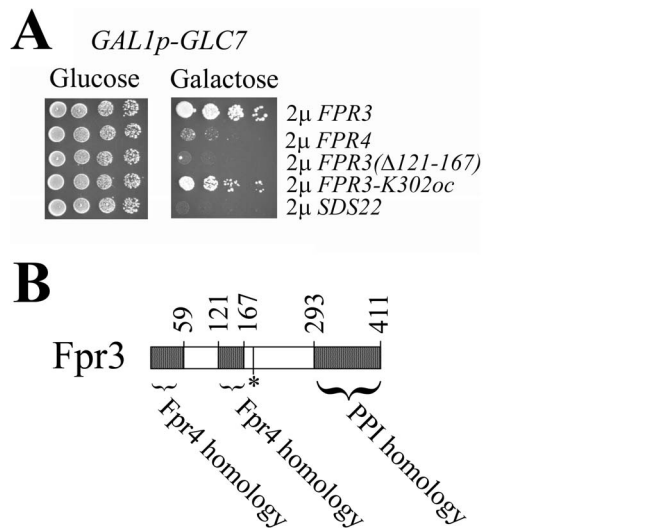 A
GAL1p-GLC7
Glucose Galactose
2μ FPR3
2μ FPR4
2μ FPR3(Δ121-167)
2μ FPR3-K302oc
2μ SDS22
B
59 121 167 293 411
Fpr3
*
Fpr4 homology
Fpr4 homology
PPI homology